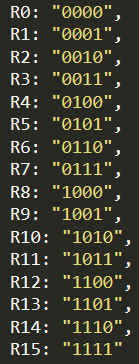 R0: "0000",
R1: "0001",
R2: "0010",
R3: "0011",
R4: "0100",
R5: "0101",
R6: "0110",
R7: "0111",
R8: "1000",
R9: "1001",
R10: "1010",
R11: "1011",
R12: "1100",
R13: "1101",
R14: "1110",
R15: "1111"